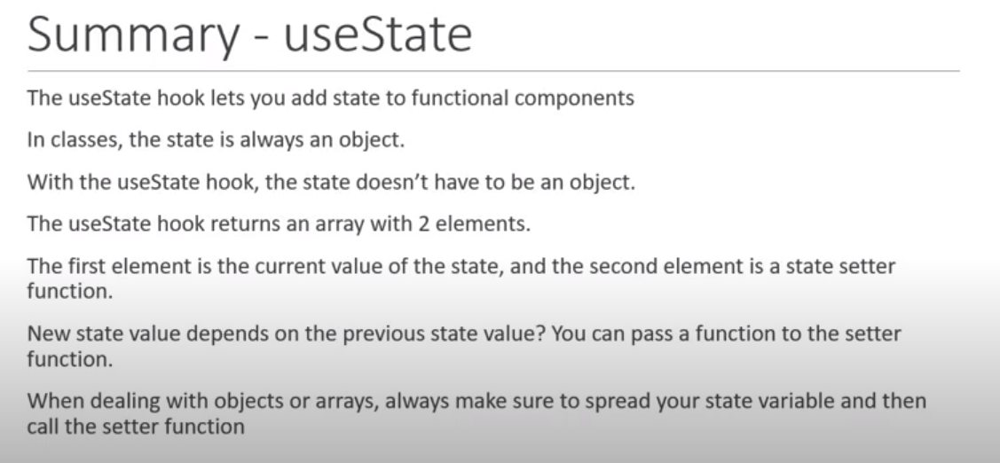 Summary - useState
The useState hook lets you add state to functional components
In classes, the state is always an object.
With the useState hook, the state doesn’t have to be an object.
The useState hook returns an array with 2 elements.
The first element is the current value of the state, and the second element is a state setter
function.
New state value depends on the previous state value? You can pass a function to the setter
function.
When dealing with objects or arrays, always make sure to spread your state variable and then
call the setter function